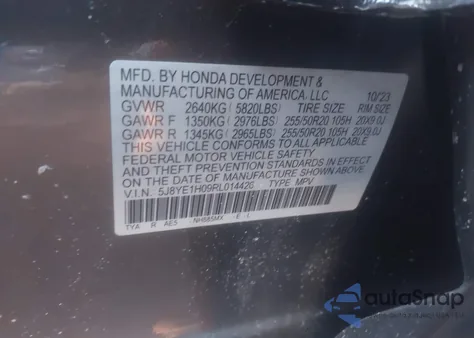 MFD. BY HONDA DEVELOPMENT &
MANUFACTURING OF AMERICA, LLC 10/23
GVWR 2640KG (5820LBS) TIRE SIZE RIM SIZE
GAWR F 1350KG (2976LBS) 255/50R20 105H 20X9.0J
GAWR R 1345KG (2965LBS) 255/50R20 105H 20X9.0J
THIS VEHICLE CONFORMS TO ALL APPLICABLE
FEDERAL MOTOR VEHICLE SAFETY
AND THEFT PREVENTION STANDARDS IN EFFECT ON THE
DATE OF MANUFACTURE SHOWN ABOVE.
V.I.N. TYPE MPV
TYA R AE5 E
autoSnap